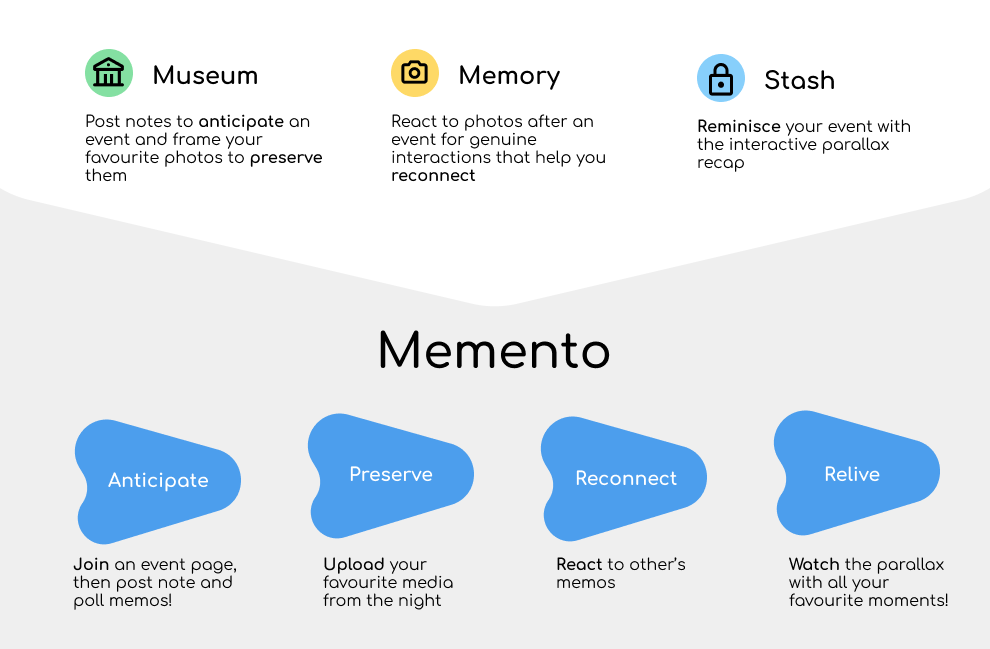 Museum
Post notes to anticipate an
event and frame your
favourite photos to preserve
them
Memory
React to photos after an
event for genuine
interactions that help you
reconnect
Stash
Reminisce your event with
the interactive parallax
recap
Memento
Anticipate
Join an event page,
then post note and
poll memos!
Preserve
Upload your
favourite media
from the night
Reconnect
React to other's
memos
Relive
Watch the parallax
with all your
favourite moments!